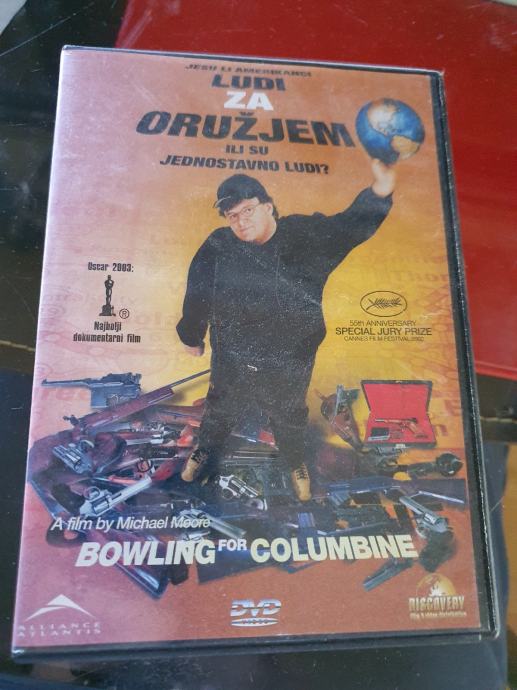 JESU LI AMERIKANCI
LUDI
ZA
ORUŽJEM
ILI SU
JEDNOSTAVNO LUDI?
Oscar 2003:
®
Najbolji
dokumentarni film
55th ANNIVERSARY
SPECIAL JURY PRIZE
CANNES FILM FESTIVAL 2002
A film by Michael Moore
BOWLING FOR COLUMBINE
ALLIANCE
ATLANTIS
DVD
VIDEO
DISCOVERY